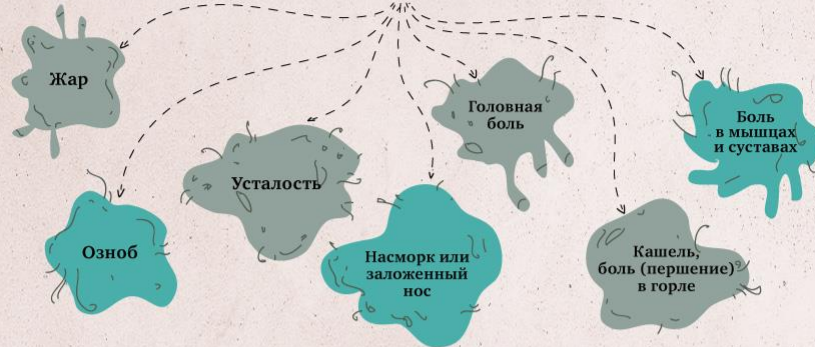 Жар
Головная
боль
Боль
в мышцах
и суставах
Усталость
Озноб
Насморк или
заложенный
нос
Кашель,
боль (першение)
в горле